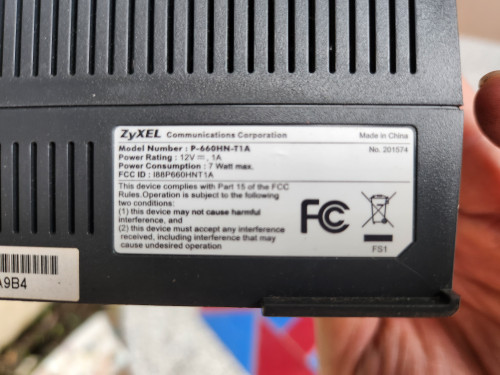 ZyXEL Communications Corporation Made in China
Model Number : P-660HN-T1A No. 201574
Power Rating : 12V⎓, 1A
Power Consumption : 7 Watt max.
FCC ID : I88P660HNT1A
This device complies with Part 15 of the FCC
Rules.Operation is subject to the following
two conditions:
(1) this device may not cause harmful
interference, and
(2) this device must accept any interference
received, including interference that may
cause undesired operation
FC
FS1
A9B4